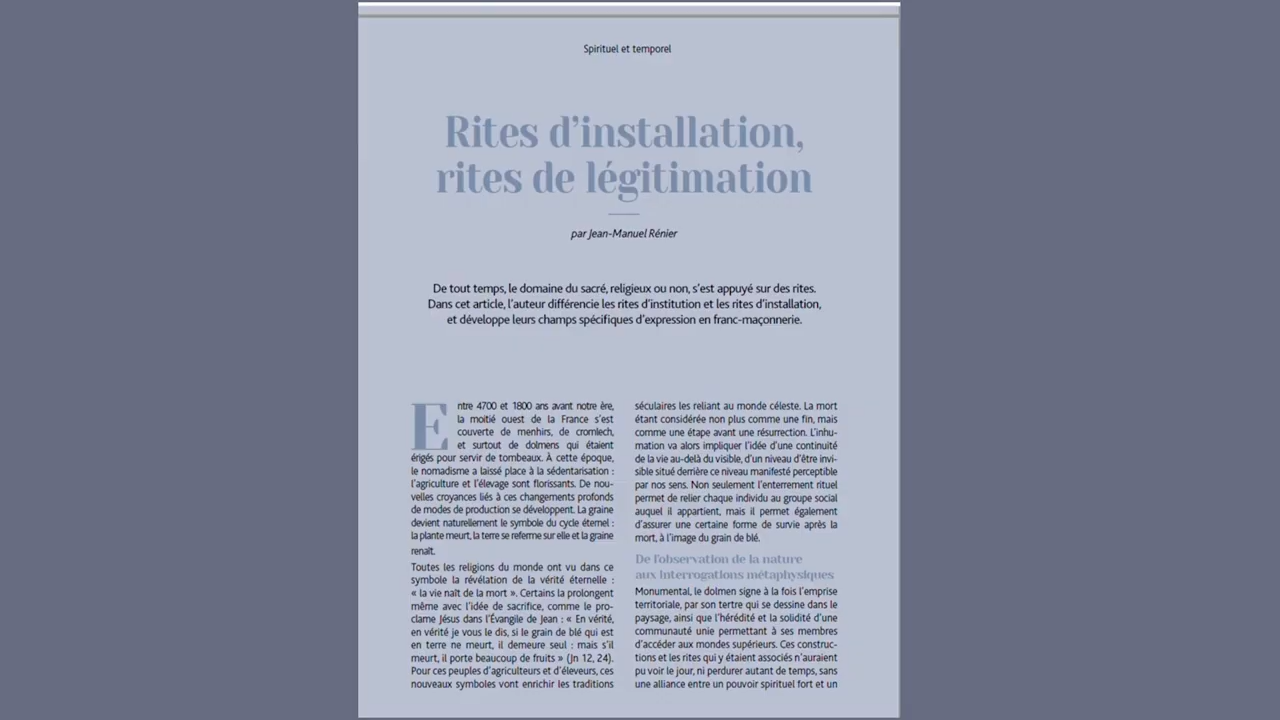 Spirituel et temporel
Rites d'installation,
rites de légitimation
par Jean-Manuel Rénier
De tout temps, le domaine du sacré, religieux ou non, s'est appuyé sur des rites.
Dans cet article, l'auteur différencie les rites d'institution et les rites d'installation,
et développe leurs champs spécifiques d'expression en franc-maçonnerie.
Entre 4700 et 1800 ans avant notre ère,
la moitié ouest de la France s'est
couverte de menhirs, de cromlech,
et surtout de dolmens qui étaient
érigés pour servir de tombeaux. À cette époque,
le nomadisme a laissé place à la sédentarisation :
l'agriculture et l'élevage sont florissants. De nou-
velles croyances liés à ces changements profonds
de modes de production se développent. La graine
devient naturellement le symbole du cycle éternel :
la plante meurt, la terre se referme sur elle et la graine
renaît.
Toutes les religions du monde ont vu dans ce
symbole la révélation de la vérité éternelle :
« la vie naît de la mort ». Certains la prolongent
même avec l'idée de sacrifice, comme le pro-
clame Jésus dans l'Évangile de Jean : « En vérité,
en vérité je vous le dis, si le grain de blé qui est
en terre ne meurt, il demeure seul : mais s'il
meurt, il porte beaucoup de fruits » (Jn 12, 24).
Pour ces peuples d'agriculteurs et d'éleveurs, ces
nouveaux symboles vont enrichir les traditions
séculaires les reliant au monde céleste. La mort
étant considérée non plus comme une fin, mais
comme une étape avant une résurrection. L'inhu-
mation va alors impliquer l'idée d'une continuité
de la vie au-delà du visible, d'un niveau d'être invi-
sible situé derrière ce niveau manifesté perceptible
par nos sens. Non seulement l'enterrement rituel
permet de relier chaque individu au groupe social
auquel il appartient, mais il permet également
d'assurer une certaine forme de survie après la
mort, à l'image du grain de blé.
De l'observation de la nature
aux interrogations métaphysiques
Monumental, le dolmen signe à la fois l'emprise
territoriale, par son tertre qui se dessine dans le
paysage, ainsi que l'hérédité et la solidité d'une
communauté unie permettant à ses membres
d'accéder aux mondes supérieurs. Ces construc-
tions et les rites qui y étaient associés n'auraient
pu voir le jour, ni perdurer autant de temps, sans
une alliance entre un pouvoir spirituel fort et un